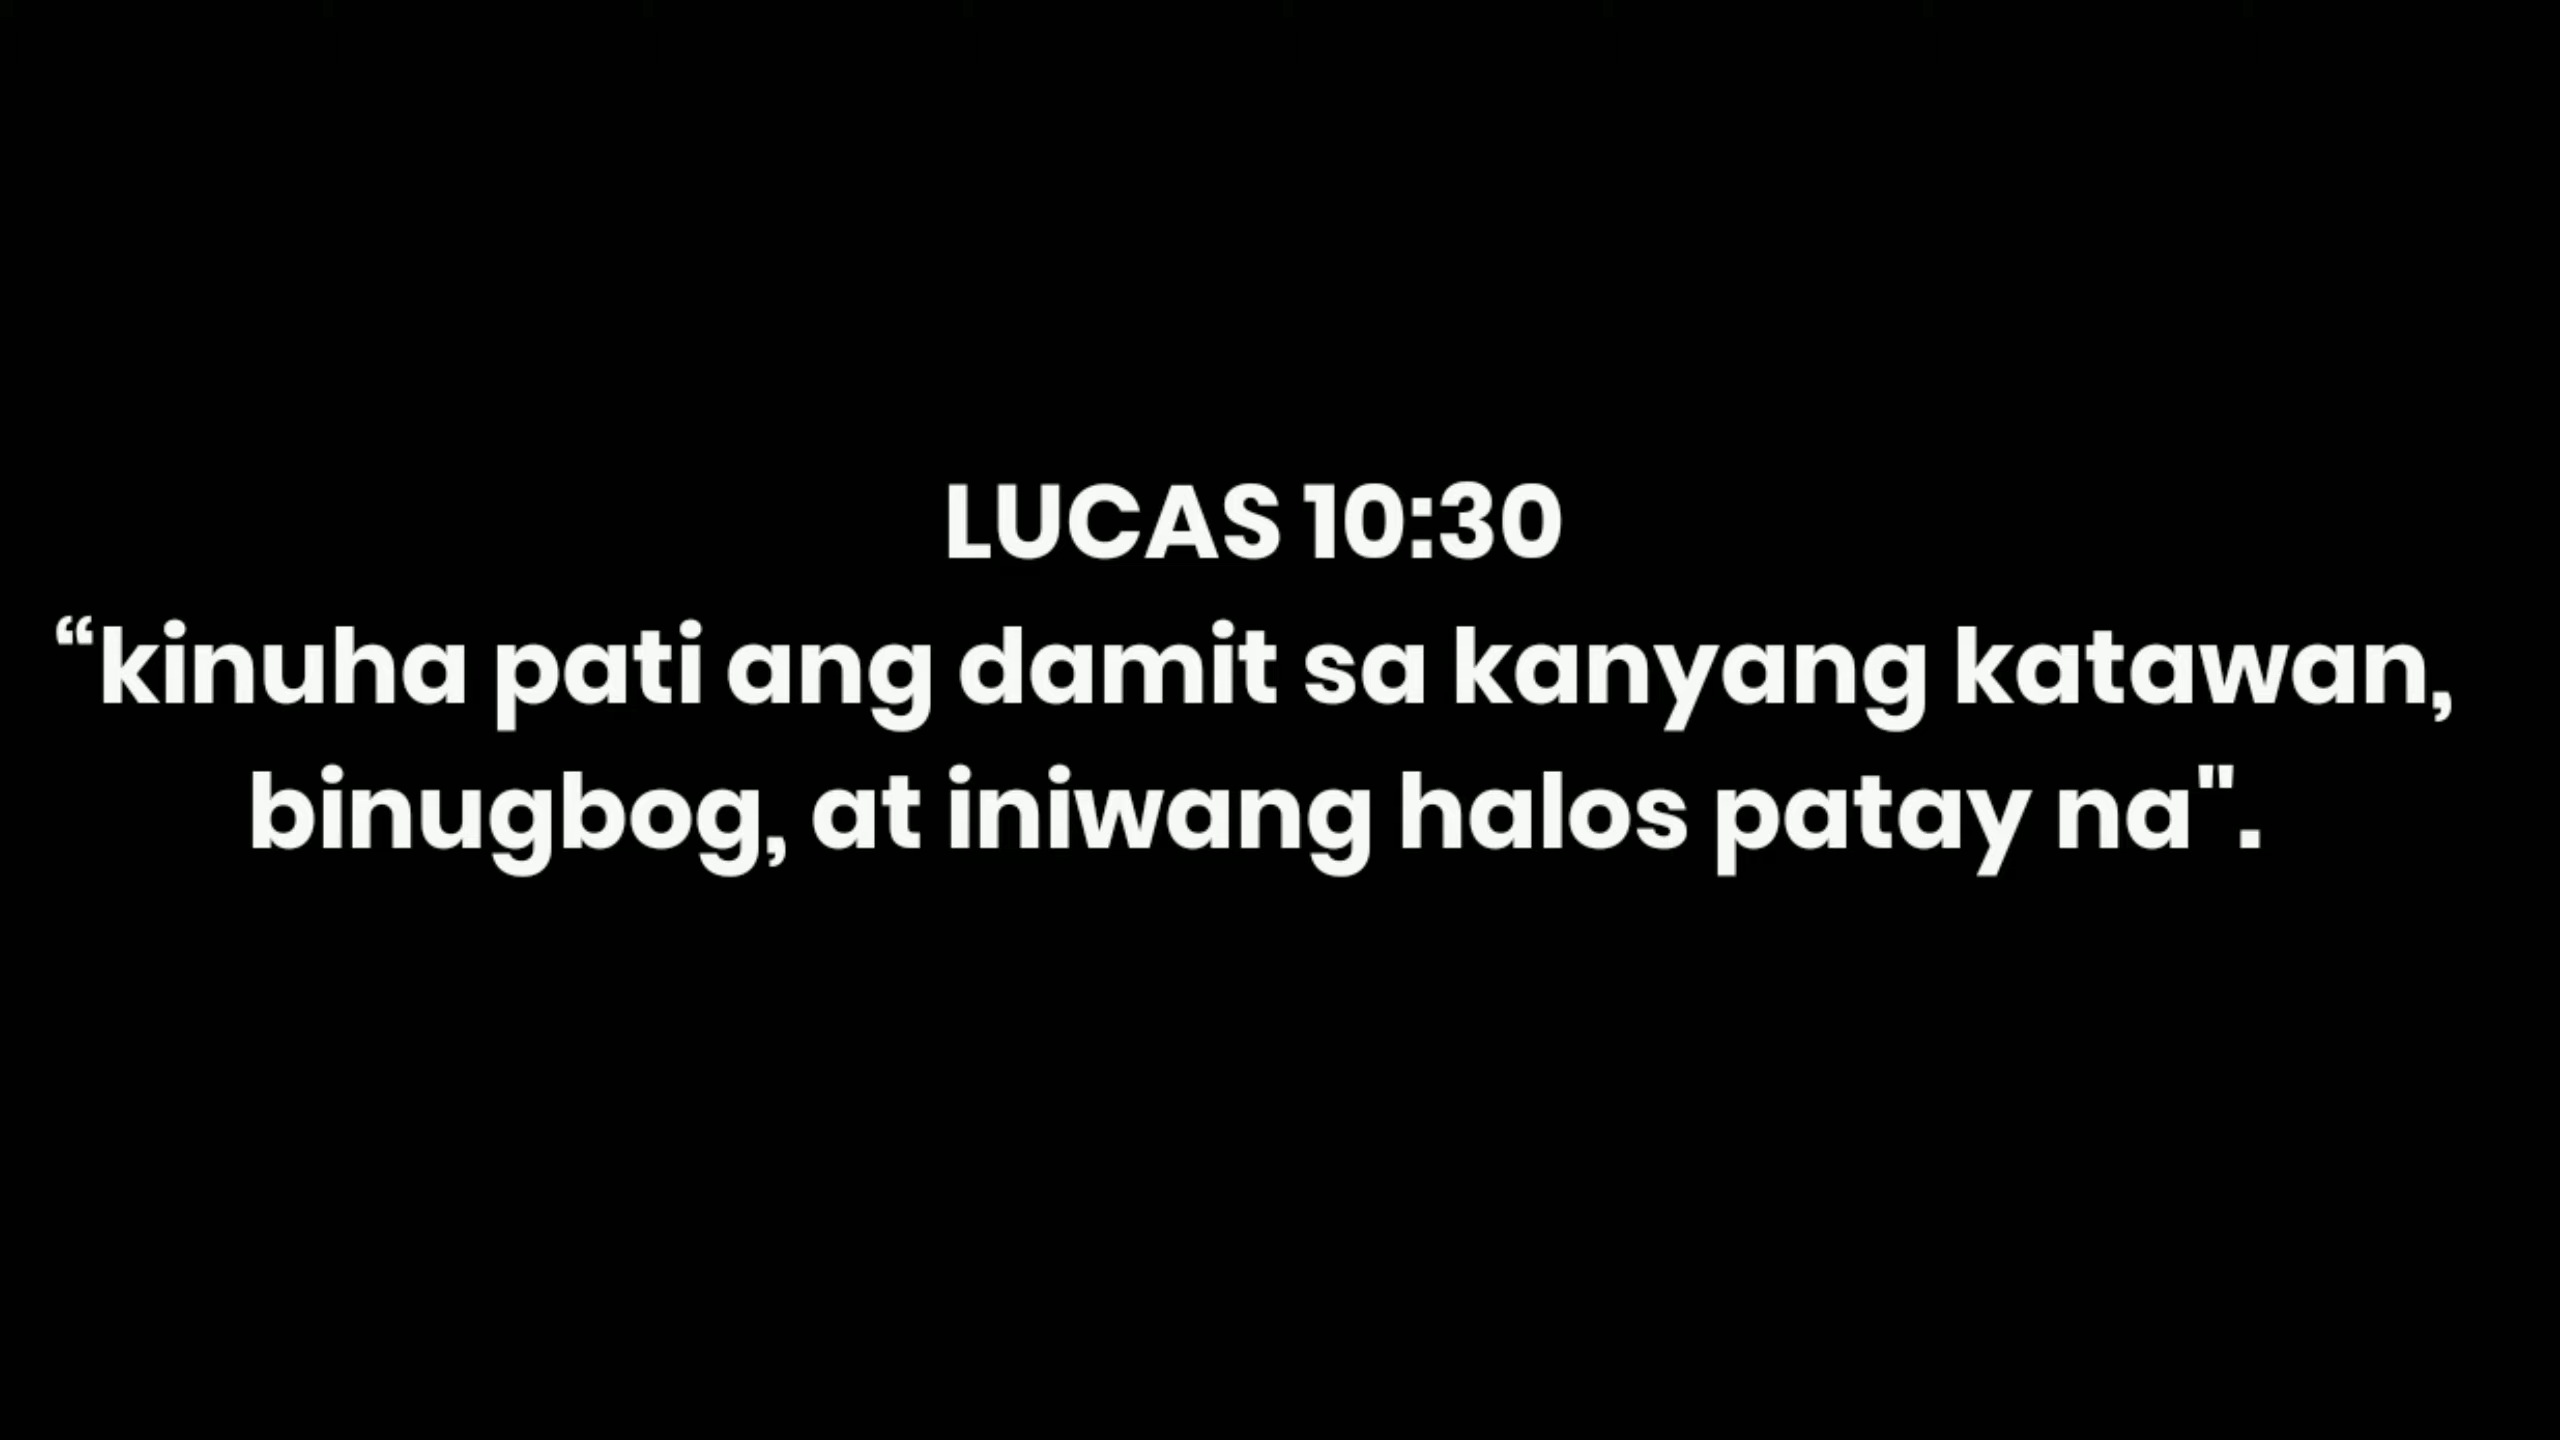 LUCAS 10:30
“kinuha pati ang damit sa kanyang katawan,
binugbog, at iniwang halos patay na".